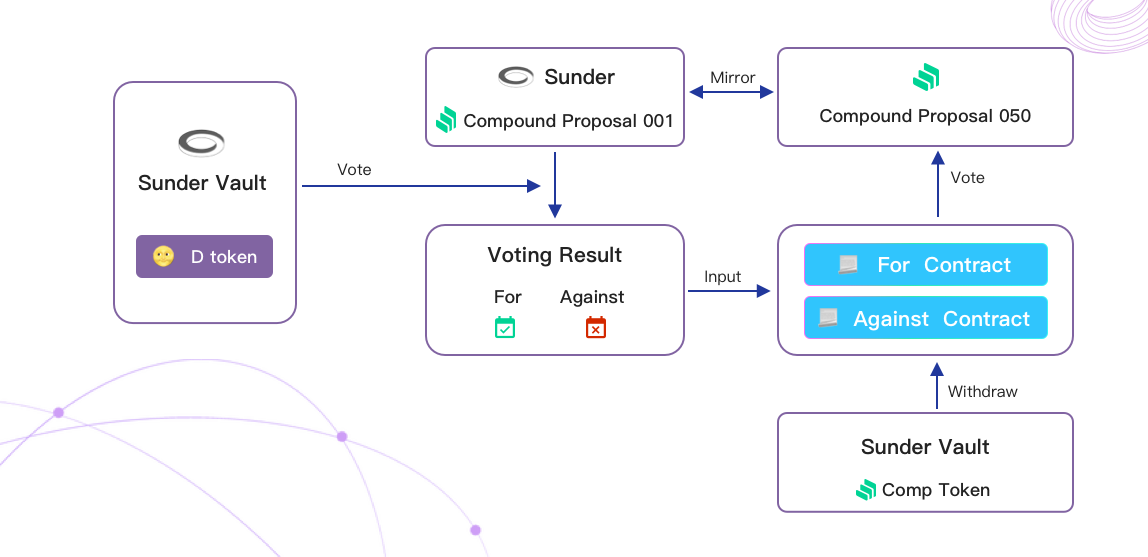 Sunder Vault
D token
Vote
Sunder
Compound Proposal 001
Mirror
Compound Proposal 050
Voting Result
For Against
Input
Vote
For Contract
Against Contract
Withdraw
Sunder Vault
Comp Token